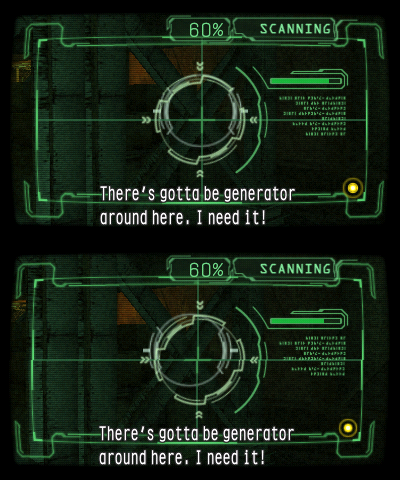 60% SCANNING
There's gotta be generator
around here. I need it!
60% SCANNING
There's gotta be generator
around here. I need it!